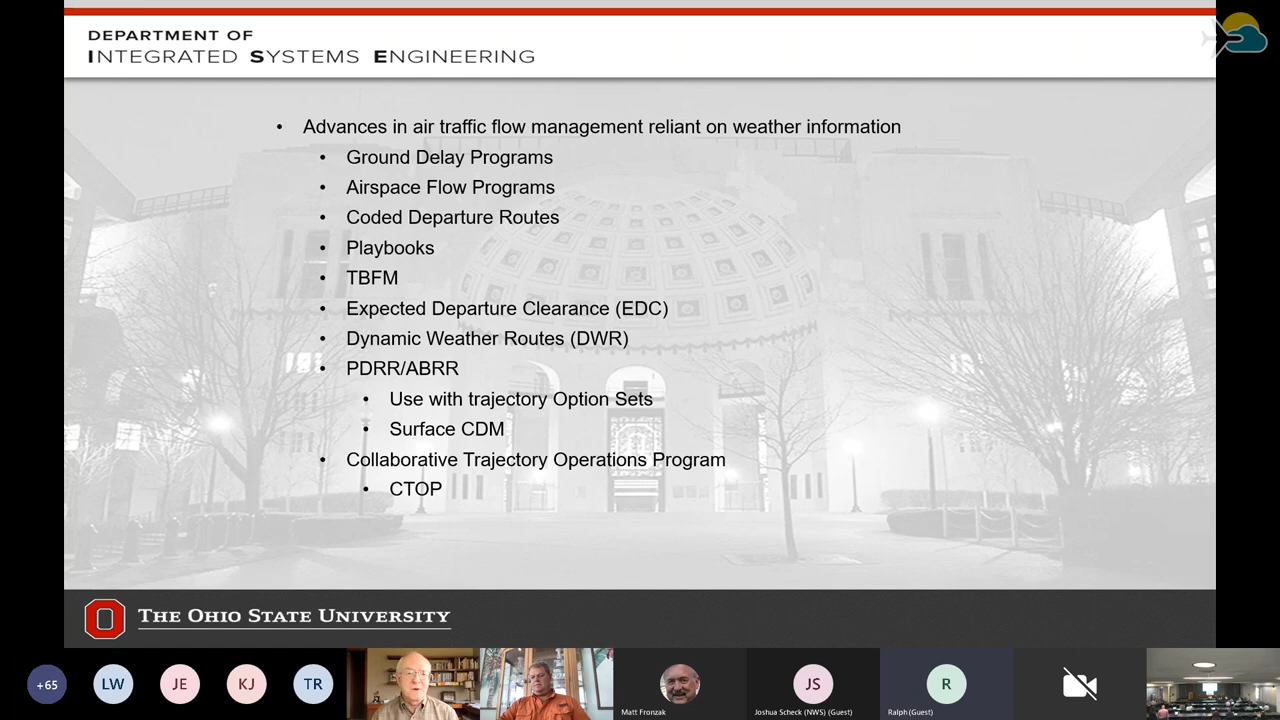 DEPARTMENT OF
INTEGRATED SYSTEMS ENGINEERING
• Advances in air traffic flow management reliant on weather information
• Ground Delay Programs
• Airspace Flow Programs
• Coded Departure Routes
• Playbooks
• TBFM
• Expected Departure Clearance (EDC)
• Dynamic Weather Routes (DWR)
• PDRR/ABRR
• Use with trajectory Option Sets
• Surface CDM
• Collaborative Trajectory Operations Program
• CTOP
THE OHIO STATE UNIVERSITY
+65 LW JE KJ TR JS R
Matt Fronzak Joshua Scheck (NWS) (Guest) Ralph (Guest)